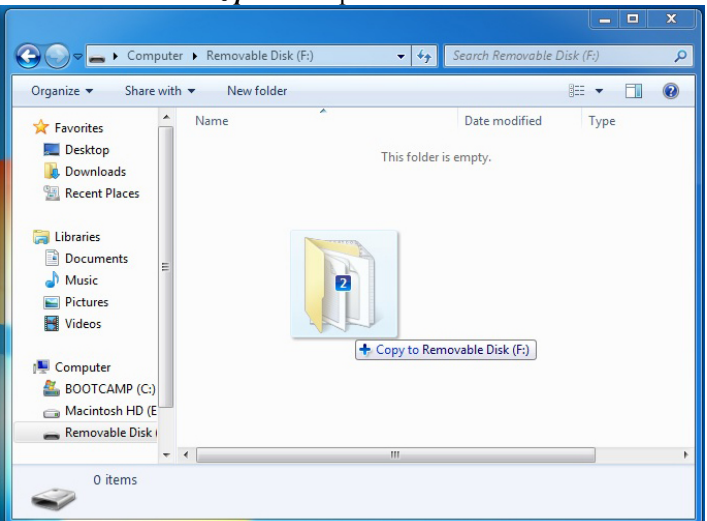 Computer ▸ Removable Disk (F:)
Search Removable Disk (F:)
Organize
Share with
New folder
Favorites
Desktop
Downloads
Recent Places
Libraries
Documents
Music
Pictures
Videos
Computer
BOOTCAMP (C:)
Macintosh HD (E
Removable Disk (
Name
Date modified
Type
This folder is empty.
2
Copy to Removable Disk (F:)
0 items